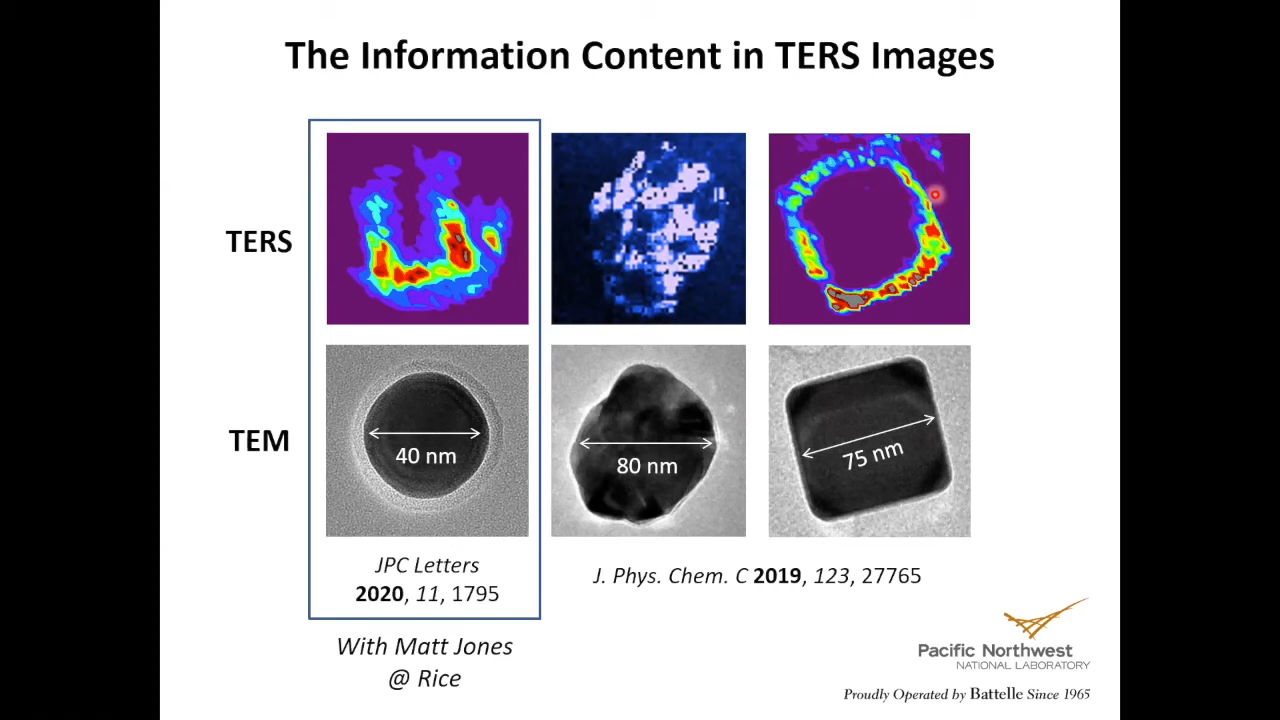 The Information Content in TERS Images
TERS
TEM
40 nm
80 nm
75 nm
JPC Letters
2020, 11, 1795
J. Phys. Chem. C 2019, 123, 27765
With Matt Jones
@ Rice
Pacific Northwest
NATIONAL LABORATORY
Proudly Operated by Battelle Since 1965